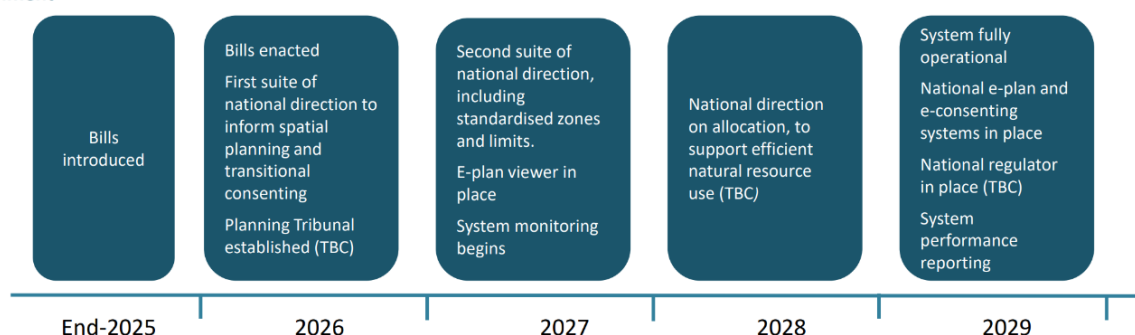 Bills
introduced
Bills enacted
First suite of
national direction to
inform spatial
planning and
transitional
consenting
Planning Tribunal
established (TBC)
Second suite of
national direction,
including
standardised zones
and limits.
E-plan viewer in
place
System monitoring
begins
National direction
on allocation, to
support efficient
natural resource
use (TBC)
System fully
operational
National e-plan and
e-consenting
systems in place
National regulator
in place (TBC)
System
performance
reporting
End-2025
2026
2027
2028
2029